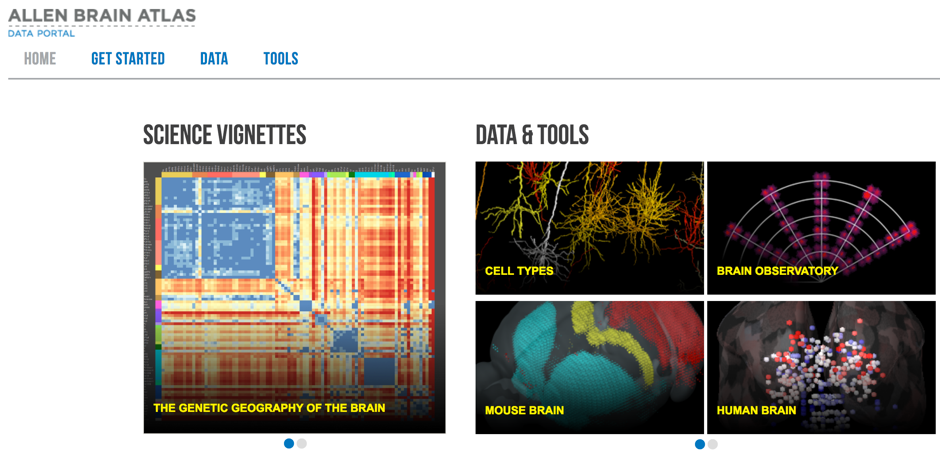 ALLEN BRAIN ATLAS
DATA PORTAL
HOME GET STARTED DATA TOOLS
SCIENCE VIGNETTES
THE GENETIC GEOGRAPHY OF THE BRAIN
DATA & TOOLS
CELL TYPES
BRAIN OBSERVATORY
MOUSE BRAIN
HUMAN BRAIN